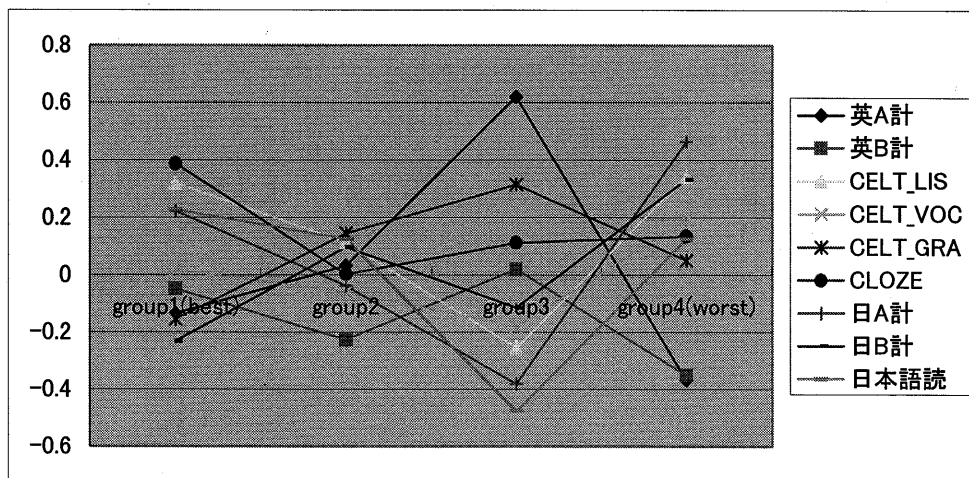 0.8
0.6
0.4
0.2
0
-0.2
-0.4
-0.6
group1(best)
group2
group3
group4(worst)
英A計
英B計
CELT_LIS
CELT_VOC
CELT_GRA
CLOZE
日A計
日B計
日本語読